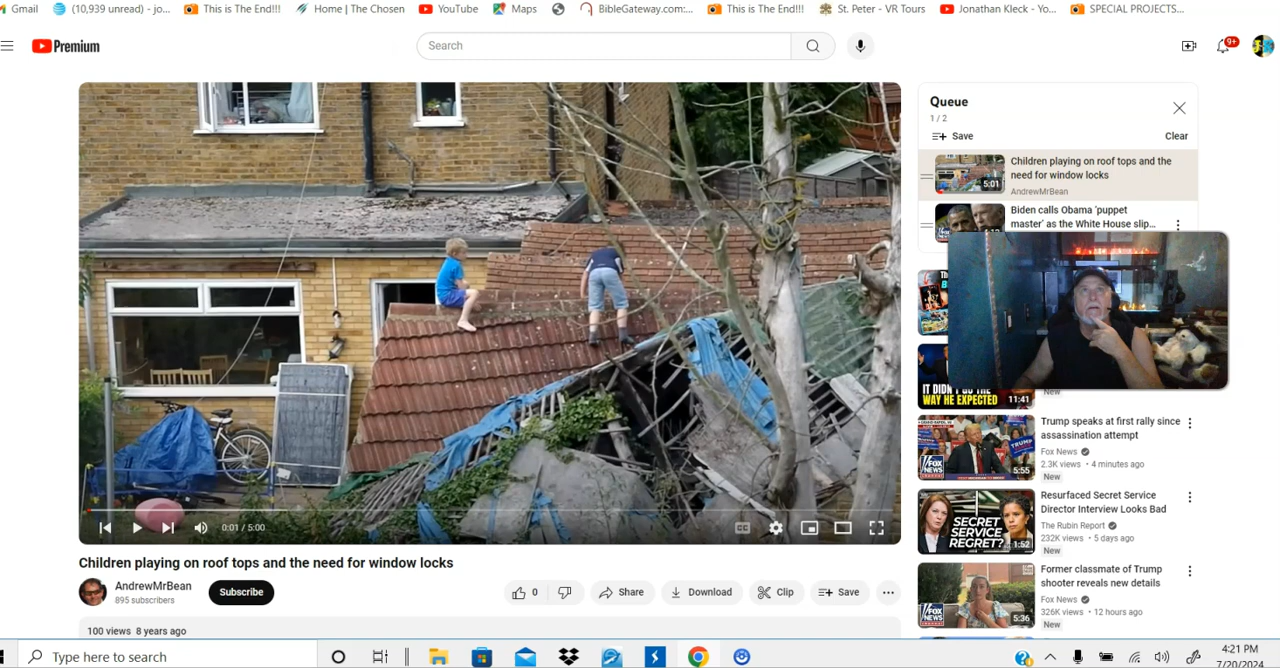 Gmail
(10,939 unread) - jo...
This is The End!!!
Home | The Chosen
YouTube
Maps
BibleGateway.com:...
This is The End!!!
St. Peter - VR Tours
Jonathan Kleck - Yo...
SPECIAL PROJECTS...
Premium
Search
9+
Queue
1 / 2
Save
Clear
5:01
Children playing on roof tops and the
need for window locks
AndrewMrBean
Biden calls Obama ‘puppet
master’ as the White House slip...
IT DIDN'T GO THE
WAY HE EXPECTED
11:41
New
FOX NEWS
5:55
Trump speaks at first rally since
assassination attempt
Fox News
2.3K views • 4 minutes ago
New
SECRET
SERVICE
REGRET?
1:52
Resurfaced Secret Service
Director Interview Looks Bad
The Rubin Report
232K views • 5 days ago
New
FOX NEWS
5:36
Former classmate of Trump
shooter reveals new details
Fox News
326K views • 12 hours ago
New
0:01 / 5:00
CC
Children playing on roof tops and the need for window locks
AndrewMrBean
895 subscribers
Subscribe
0
Share
Download
Clip
Save
100 views 8 years ago
Type here to search
4:21 PM
7/20/2024